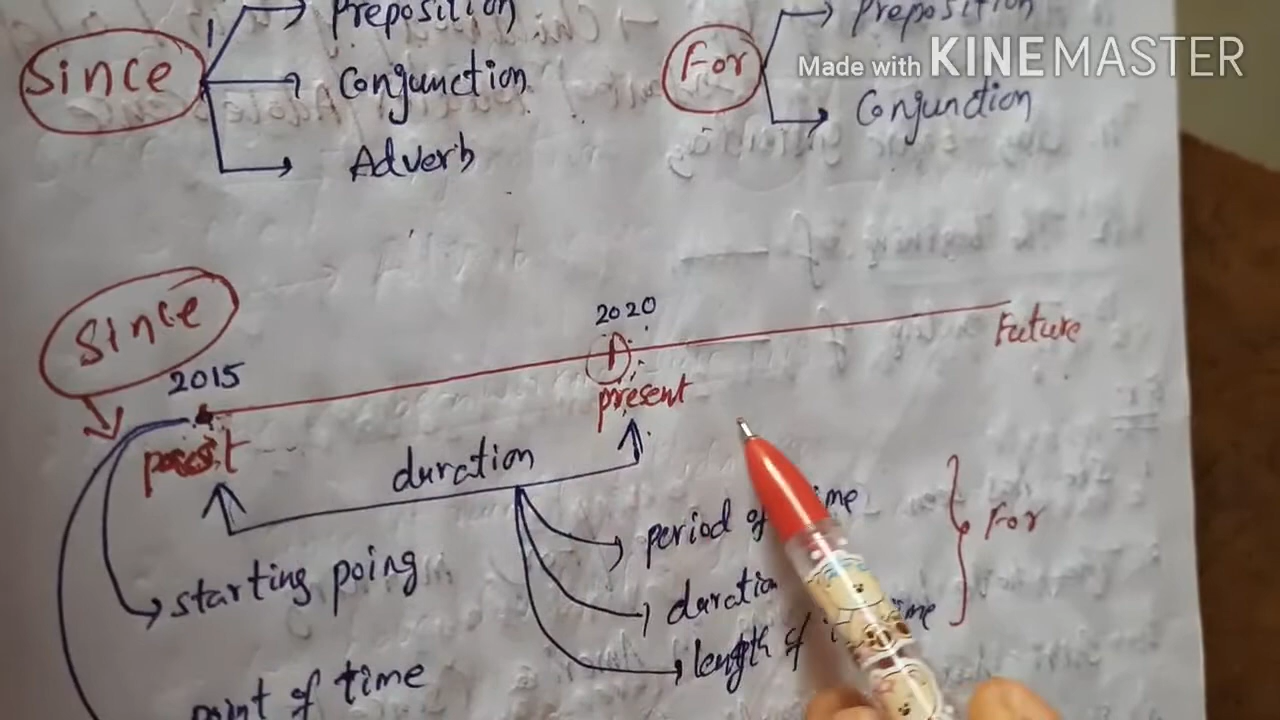 Preposition
Since
Conjunction
Adverb
Preposition
For
Conjunction
Made with KINEMASTER
Since
2015
2020
Future
past
present
duration
period of
duration
length of
For
starting poing
point of time